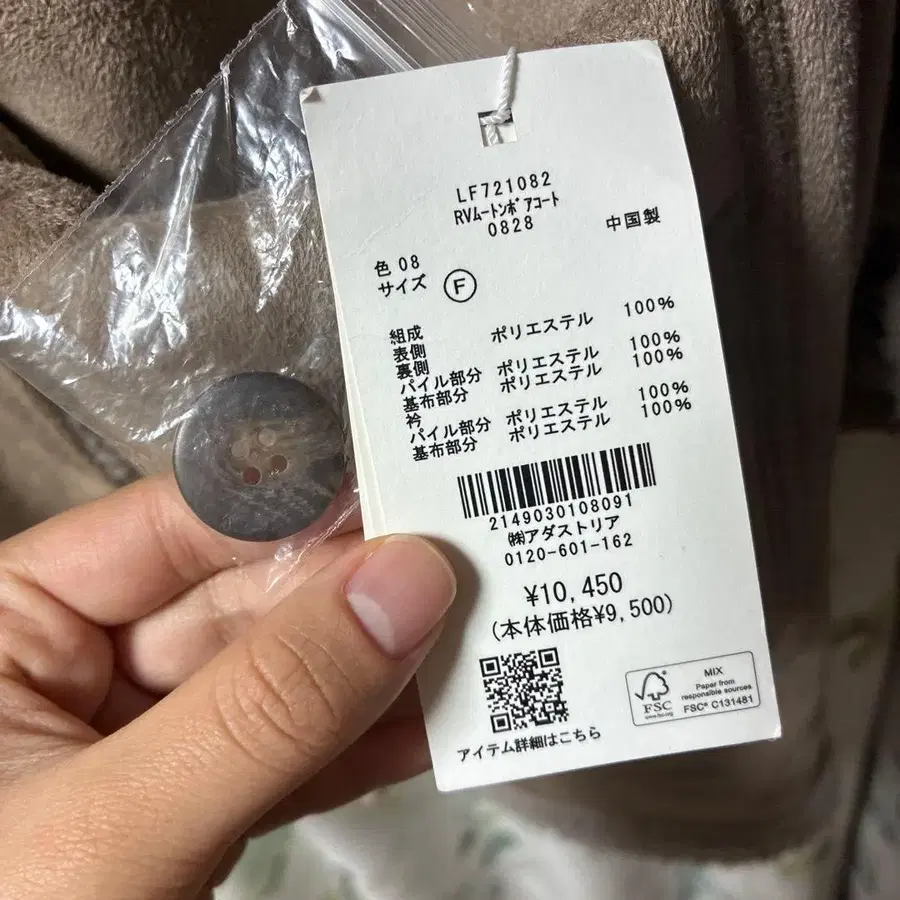 LF721082
RVムートンボアコート
0828
中国製
色 08
サイズ F
組成
表側 ポリエステル 100%
裏側
パイル部分 ポリエステル 100%
基布部分 ポリエステル 100%
衿
パイル部分 ポリエステル 100%
基布部分 ポリエステル 100%
2149030108091
㈱アダストリア
0120-601-162
¥10,450
(本体価格¥9,500)
アイテム詳細はこちら
FSC
www.fsc.org
MIX
Paper from
responsible sources
FSC® C131481